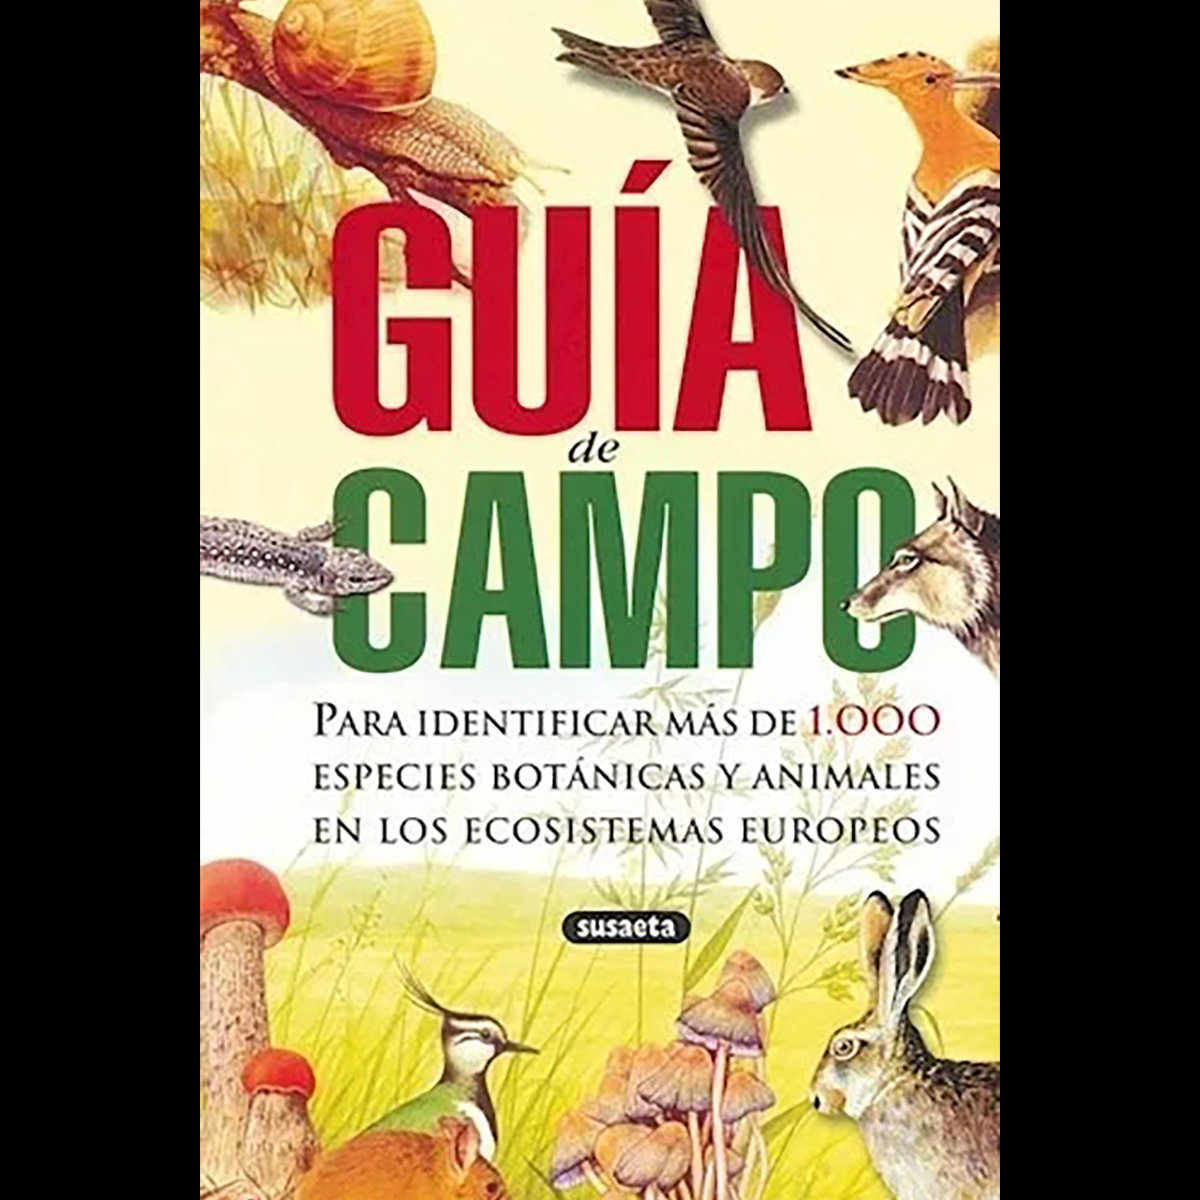 GUÍA
de
CAMPO
PARA IDENTIFICAR MÁS DE 1.000
ESPECIES BOTÁNICAS Y ANIMALES
EN LOS ECOSISTEMAS EUROPEOS
susaeta